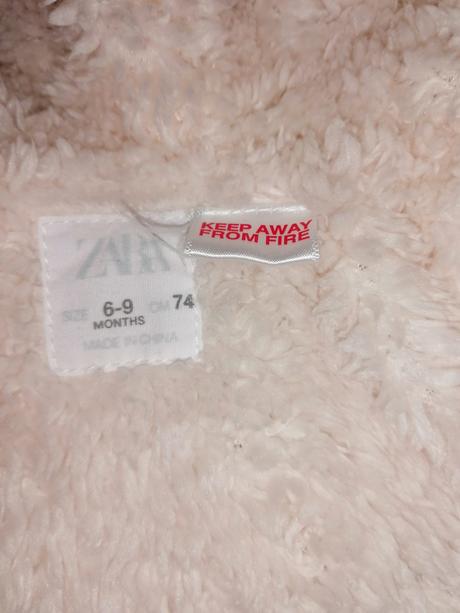 ZARA
KEEP AWAY
FROM FIRE
SIZE 6-9 CM 74
MONTHS
MADE IN CHINA